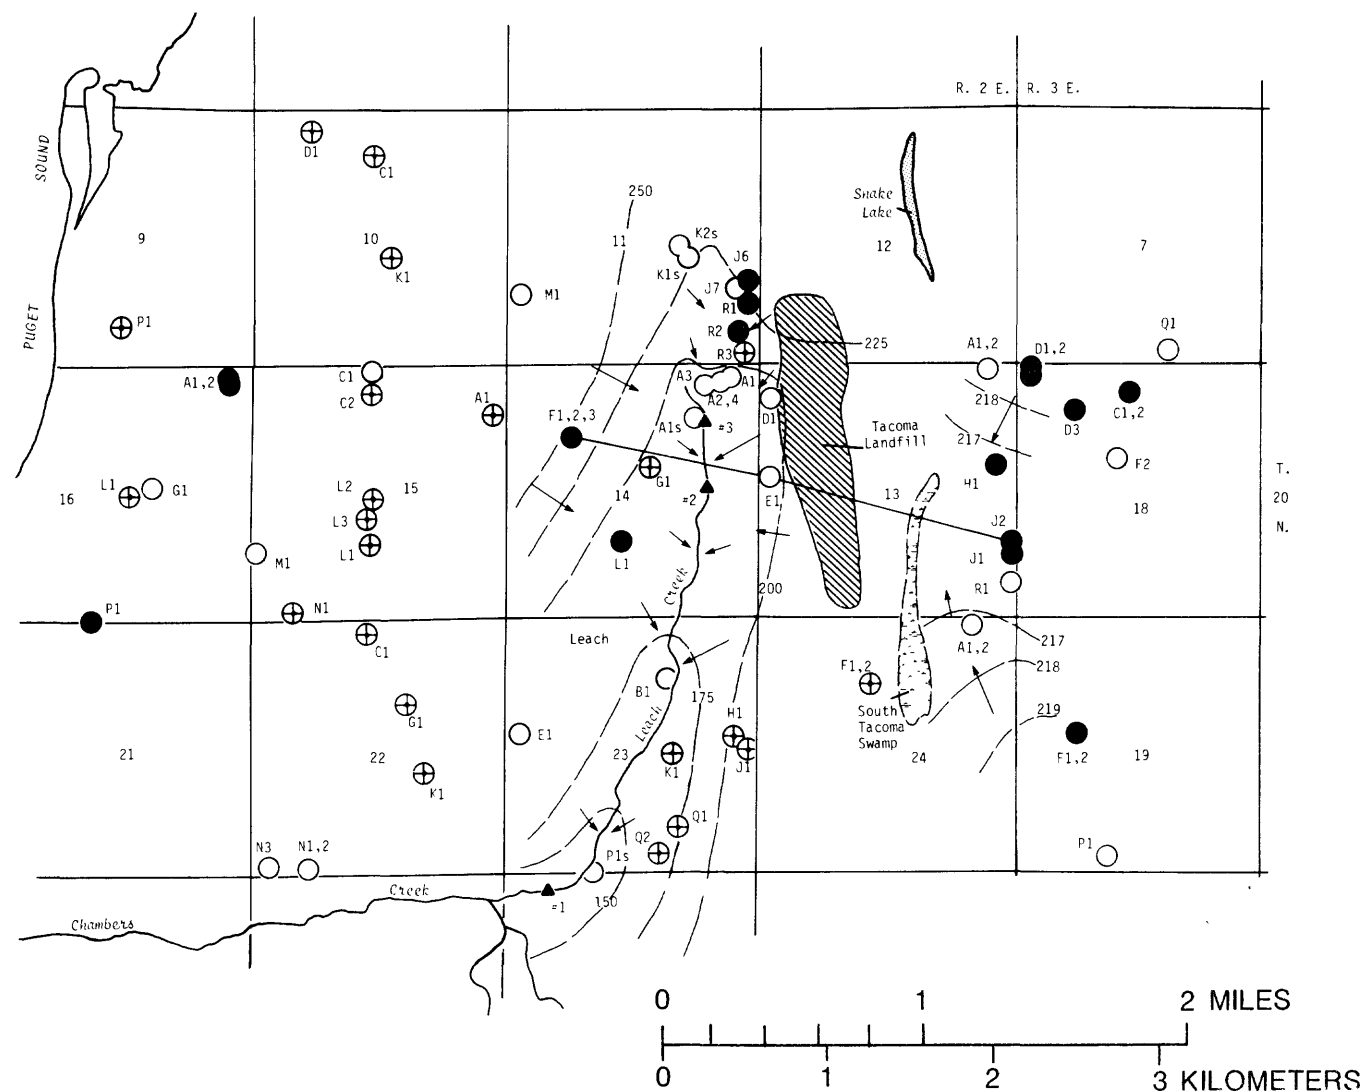 R. 2 E. R. 3 E.
D1
C1
SOUND
250
Snake
Lake
K2s
9
10
11
12
7
J6
K1s
K1
J7
M1
R1
PUGET
P1
R2
Q1
225
R3
A1,2
D1,2
C1
A1,2
A3
A1
C2
A1
A2,4
218
C1,2
F1,2,3
D1
D3
A1s
#3
Tacoma
Landfill
217
F2
T.
20
N.
L1
G1
16
L2
15
G1
14
#2
E1
13
H1
18
L3
J2
L1
M1
L1
J1
Creek
200
R1
P1
N1
Leach
217
C1
A1,2
F1,2
218
B1
175
G1
Leach
H1
South
Tacoma
Swamp
219
E1
21
22
23
K1
J1
24
F1,2
19
K1
Q1
Q2
P1
N3
N1,2
P1s
Creek
#1
150
Chambers
0
1
2 MILES
0
1
2
3 KILOMETERS